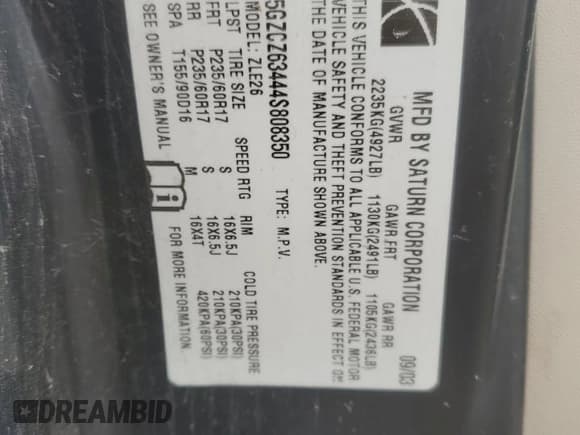 MFD BY SATURN CORPORATION 09/03
GVWR GAWR FRT GAWR RR
2235KG(4927LB) 1130KG(2491LB) 1105KG(2436LB)
THIS VEHICLE CONFORMS TO ALL APPLICABLE U.S. FEDERAL MOTOR
VEHICLE SAFETY AND THEFT PREVENTION STANDARDS IN EFFECT ON
THE DATE OF MANUFACTURE SHOWN ABOVE.
5GZCZ63444S808350 TYPE: M.P.V.
MODEL: ZLE26
LPST TIRE SIZE SPEED RTG RIM COLD TIRE PRESSURE
FRT P235/60R17 S 16X6.5J 210KPA(30PSI)
RR P235/60R17 S 16X6.5J 210KPA(30PSI)
SPA T155/90D16 M 16X4T 420KPA(60PSI)
SEE OWNER'S MANUAL i FOR MORE INFORMATION
DREAMBID